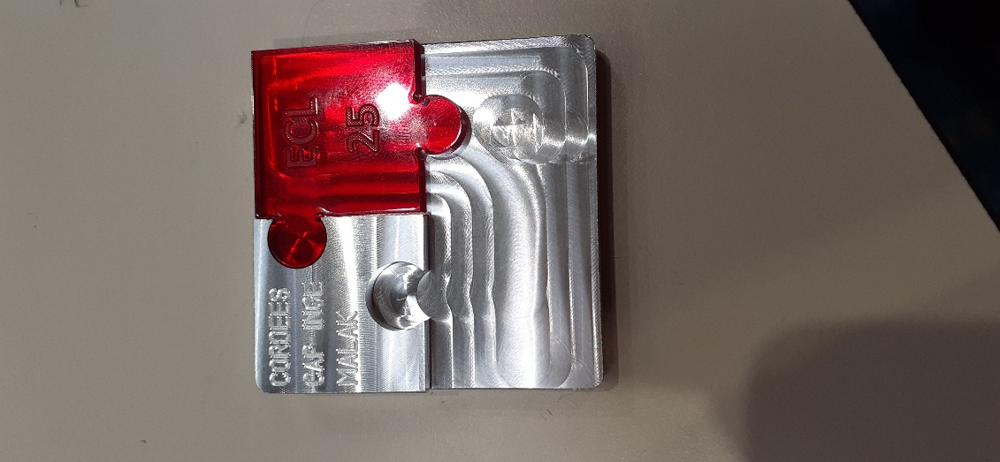 ECL
25
CORDEES
CAP INGE
MALAK